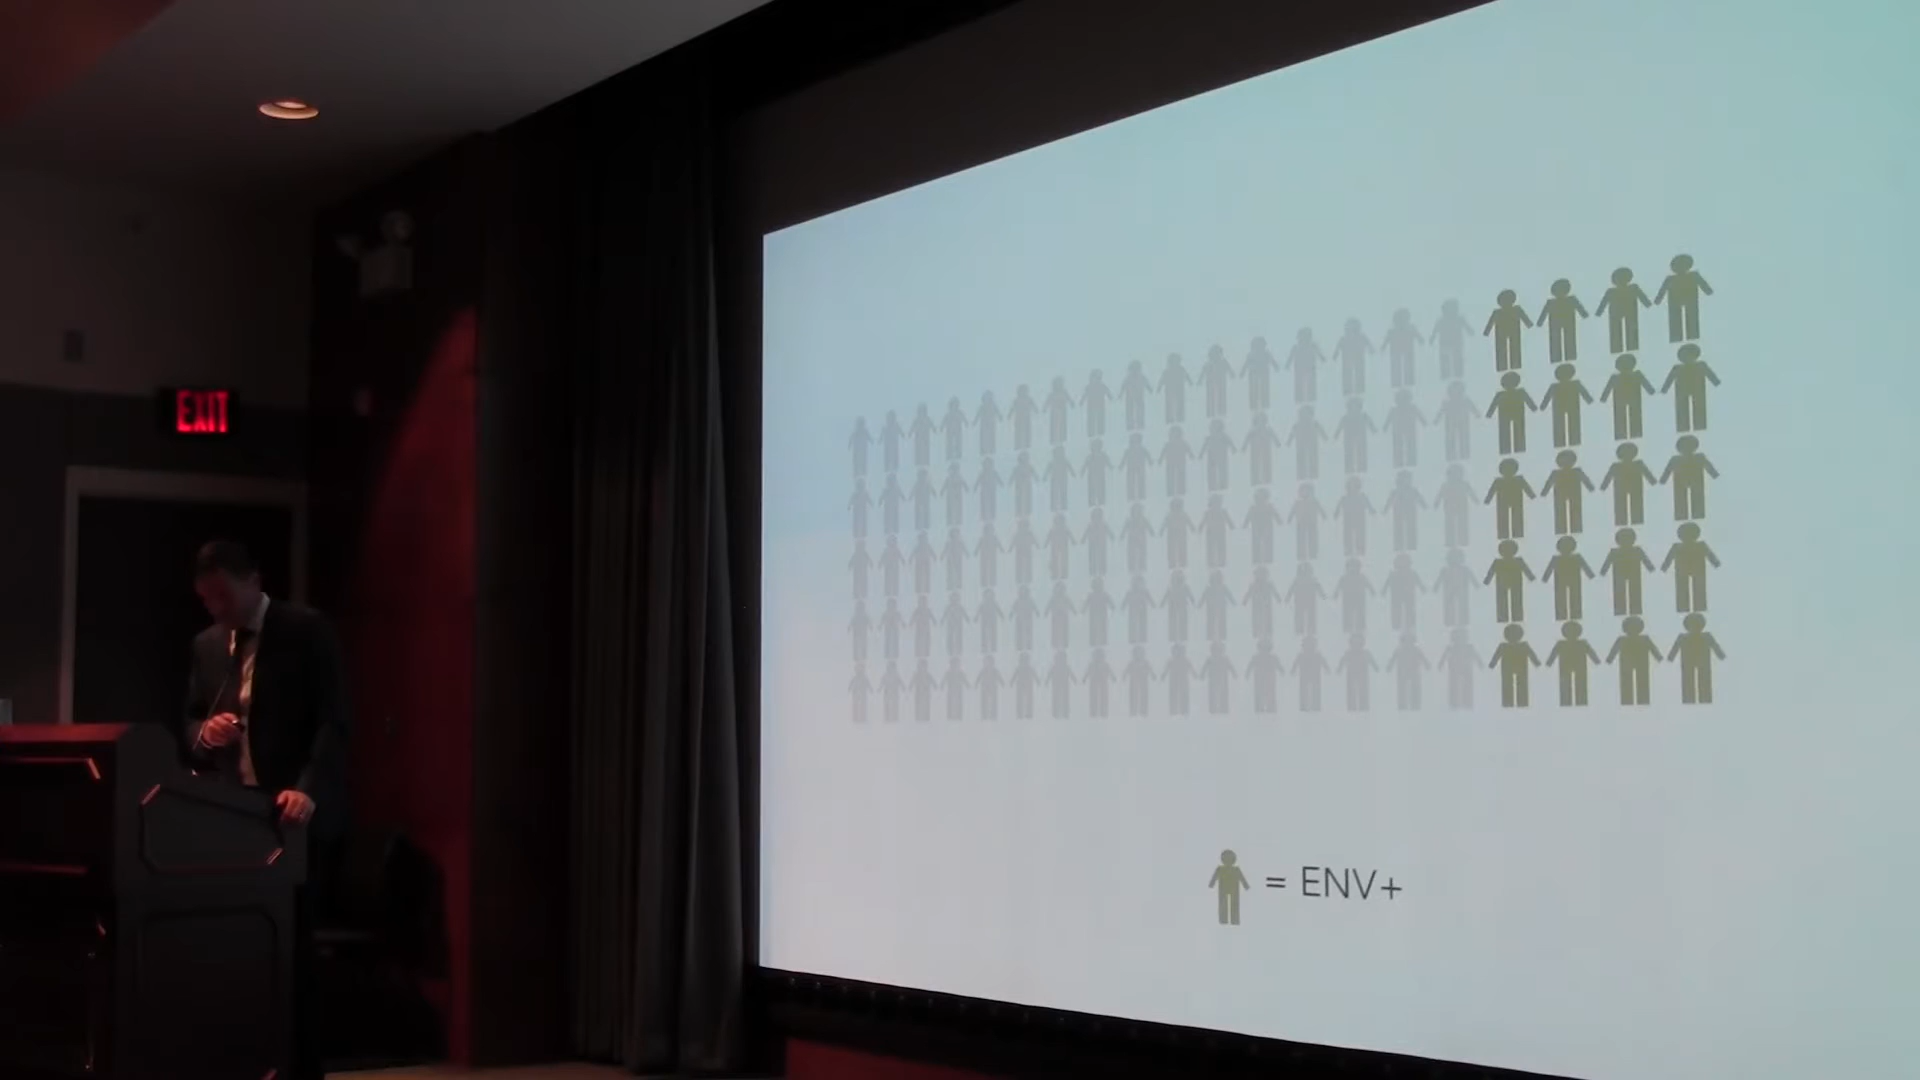 EXIT
= ENV+